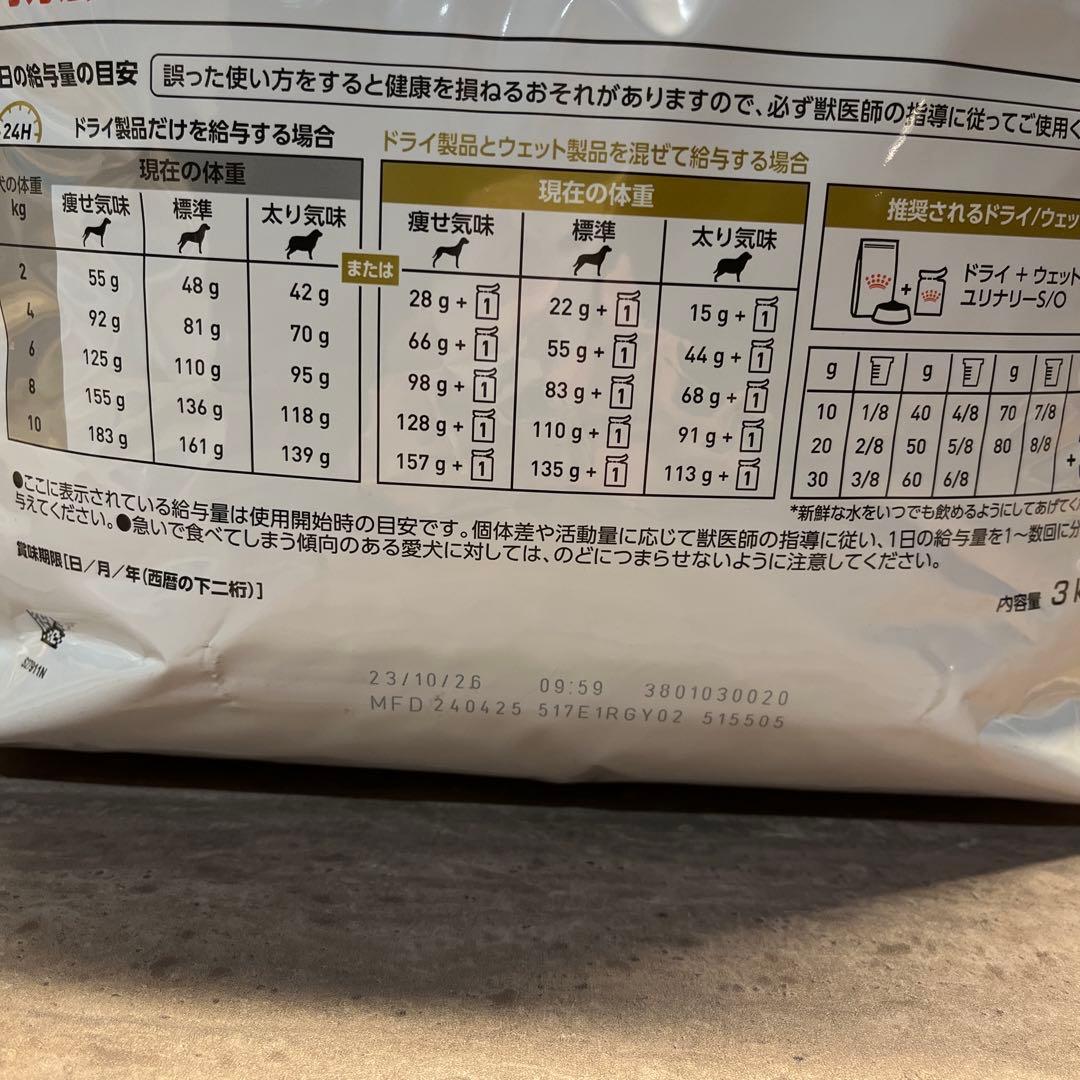 日の給与量の目安
誤った使い方をすると健康を損ねるおそれがありますので、必ず獣医師の指導に従ってご使用く
24H
ドライ製品だけを給与する場合
ドライ製品とウェット製品を混ぜて給与する場合
犬の体重
kg
現在の体重
痩せ気味 標準 太り気味
または
現在の体重
痩せ気味 標準 太り気味
2 55 g 48 g 42 g 28 g + 1 22 g + 1 15 g + 1
4 92 g 81 g 70 g 66 g + 1 55 g + 1 44 g + 1
6 125 g 110 g 95 g 98 g + 1 83 g + 1 68 g + 1
8 155 g 136 g 118 g 128 g + 1 110 g + 1 91 g + 1
10 183 g 161 g 139 g 157 g + 1 135 g + 1 113 g + 1
推奨されるドライ/ウェッ
ドライ + ウェット
ユリナリーS/O
g g g
10 1/8 40 4/8 70 7/8
20 2/8 50 5/8 80 8/8
30 3/8 60 6/8
+
*新鮮な水をいつでも飲めるようにしてあげてく
●ここに表示されている給与量は使用開始時の目安です。個体差や活動量に応じて獣医師の指導に従い、1日の給与量を1～数回に分
与えてください。●急いで食べてしまう傾向のある愛犬に対しては、のどにつまらせないように注意してください。
賞味期限[日/月/年(西暦の下二桁)]
内容量 3 k
23/10/26 09:59 3801030020
MFD 240425 517E1RGY02 515505